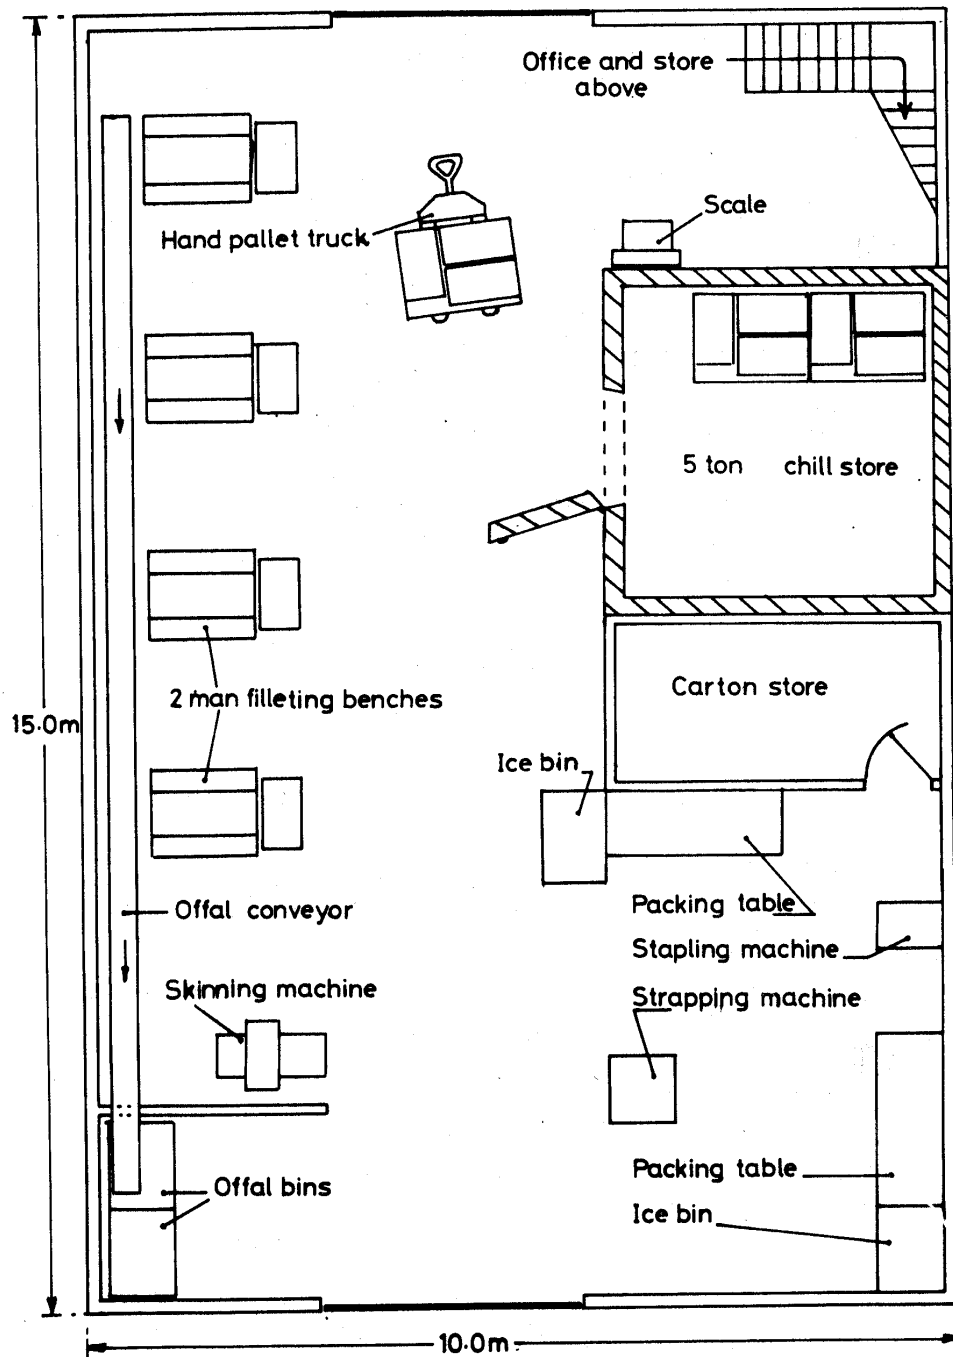 Office and store
above
Scale
Hand pallet truck
5 ton chill store
2 man filleting benches
Carton store
15.0m
Ice bin
Packing table
Offal conveyor
Stapling machine
Skinning machine
Strapping machine
Packing table
Offal bins
Ice bin
10.0m